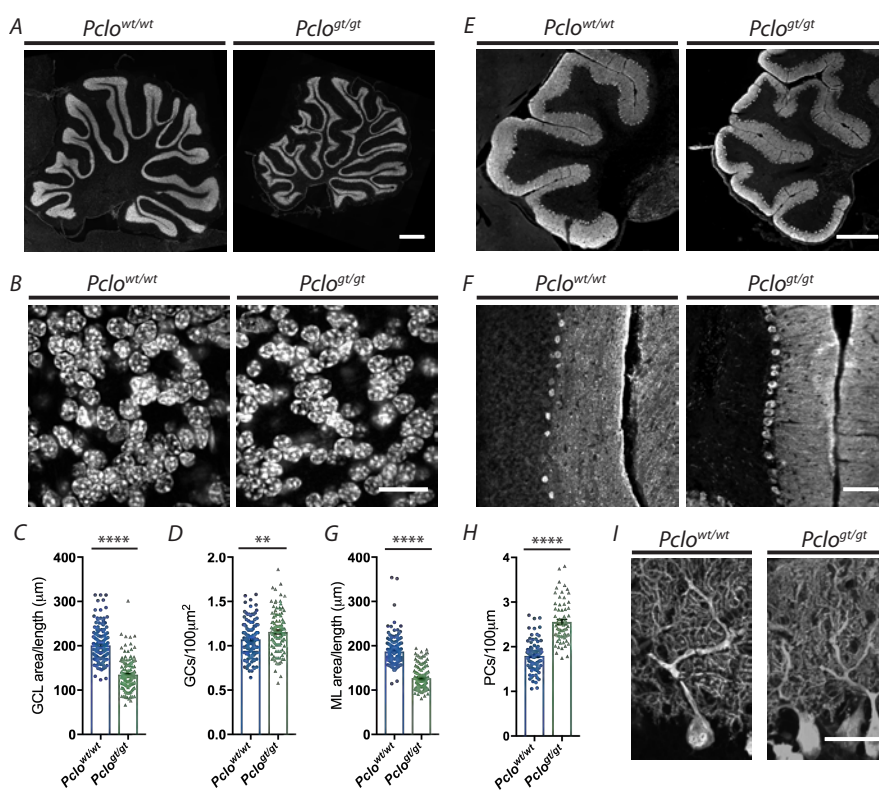 A
Pclo^wt/wt
Pclo^gt/gt
E
Pclo^wt/wt
Pclo^gt/gt
B
Pclo^wt/wt
Pclo^gt/gt
F
Pclo^wt/wt
Pclo^gt/gt
C
****
GCL area/length (μm)
400
300
200
100
0
Pclo^wt/wt
Pclo^gt/gt
D
**
GCs/100μm²
2.0
1.5
1.0
0.5
0.0
Pclo^wt/wt
Pclo^gt/gt
G
****
ML area/length (μm)
400
300
200
100
0
Pclo^wt/wt
Pclo^gt/gt
H
****
PCs/100μm
4
3
2
1
0
Pclo^wt/wt
Pclo^gt/gt
I
Pclo^wt/wt
Pclo^gt/gt